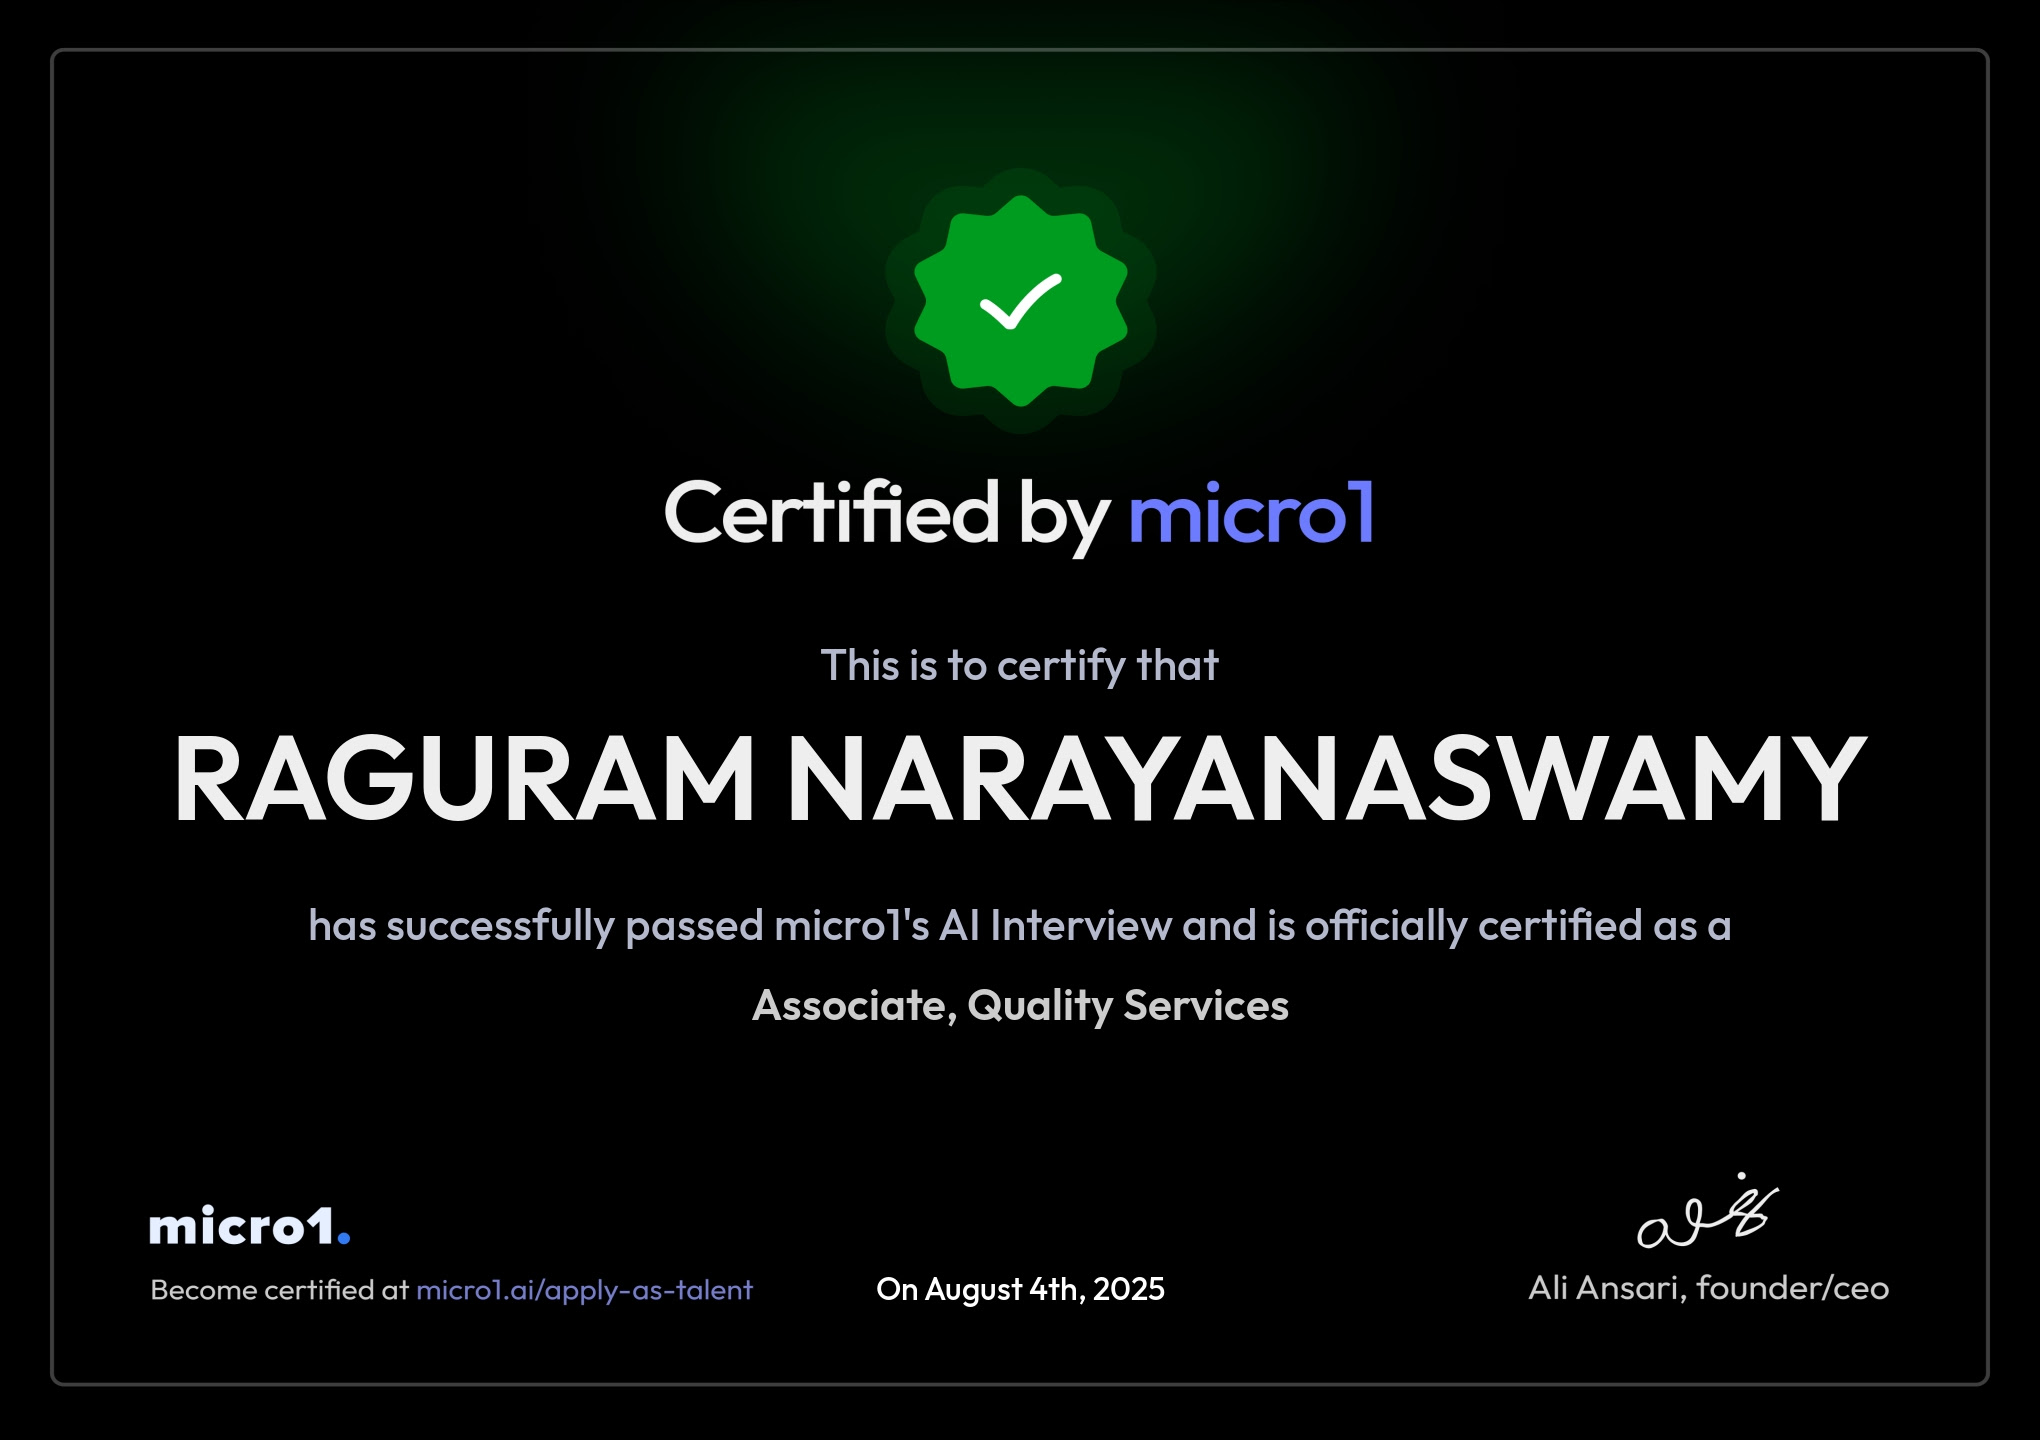 Certified by micro1
This is to certify that
RAGURAM NARAYANASWAMY
has successfully passed micro1's AI Interview and is officially certified as a
Associate, Quality Services
micro1.
Become certified at micro1.ai/apply-as-talent
On August 4th, 2025
Ali Ansari, founder/ceo